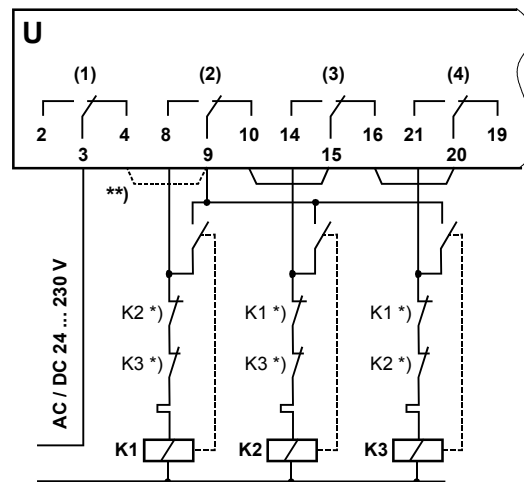 U
(1) (2) (3) (4)
2 4 8 10 14 16 21 19
3 9 15 20
**)
AC / DC 24 ... 230 V
K2 *) K1 *) K1 *)
K3 *) K3 *) K2 *)
K1 K2 K3